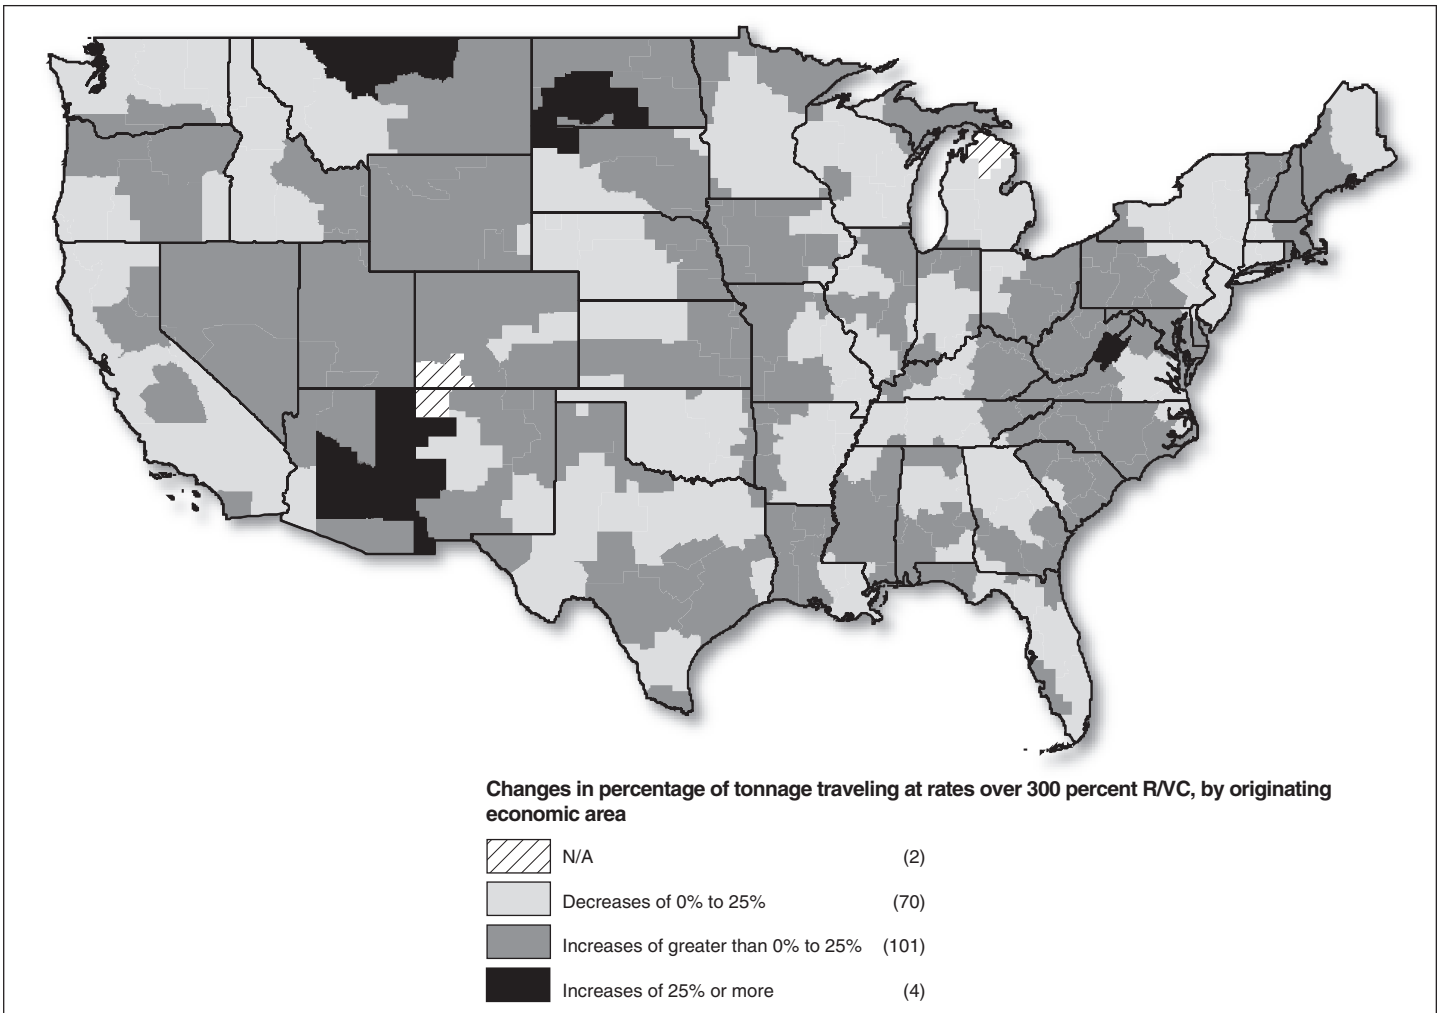 Changes in percentage of tonnage traveling at rates over 300 percent R/VC, by originating
economic area
N/A (2)
Decreases of 0% to 25% (70)
Increases of greater than 0% to 25% (101)
Increases of 25% or more (4)